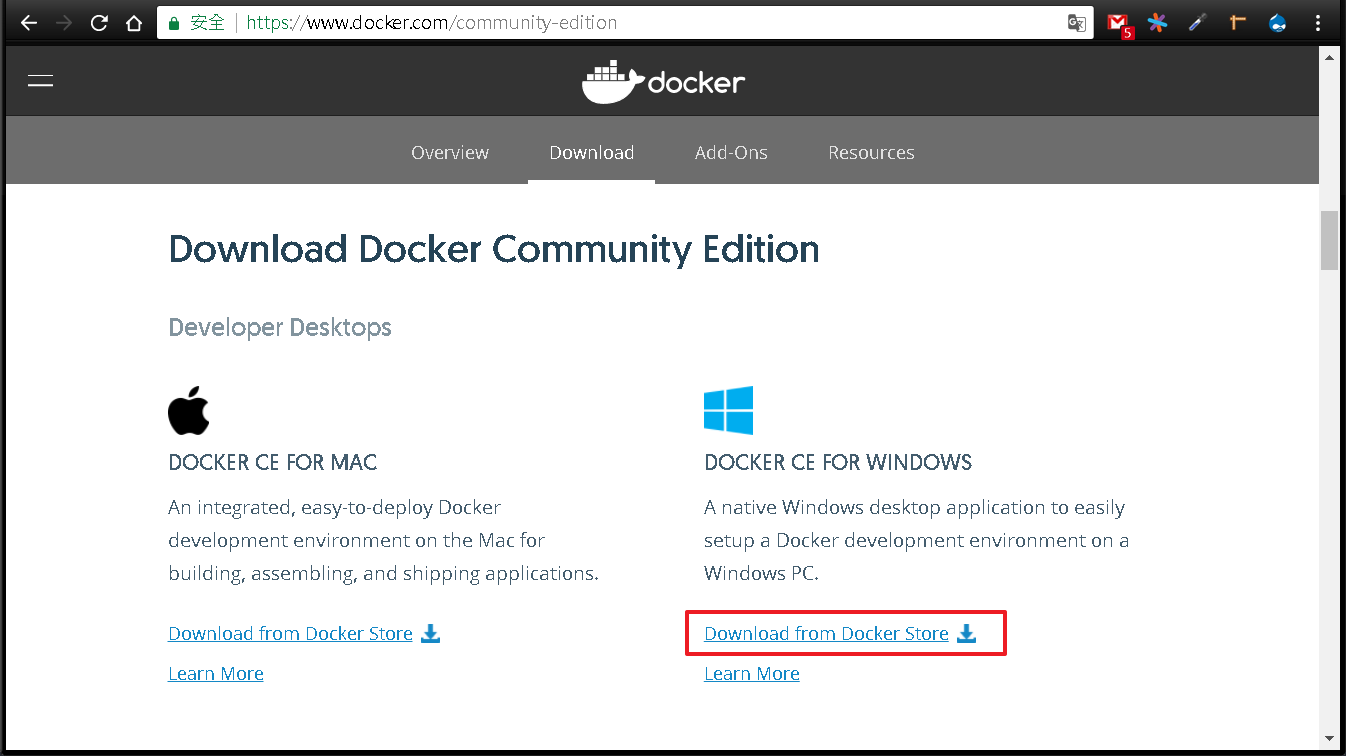 安全 https://www.docker.com/community-edition
5
docker
Overview Download Add-Ons Resources
Download Docker Community Edition
Developer Desktops
DOCKER CE FOR MAC
An integrated, easy-to-deploy Docker
development environment on the Mac for
building, assembling, and shipping applications.
Download from Docker Store
Learn More
DOCKER CE FOR WINDOWS
A native Windows desktop application to easily
setup a Docker development environment on a
Windows PC.
Download from Docker Store
Learn More